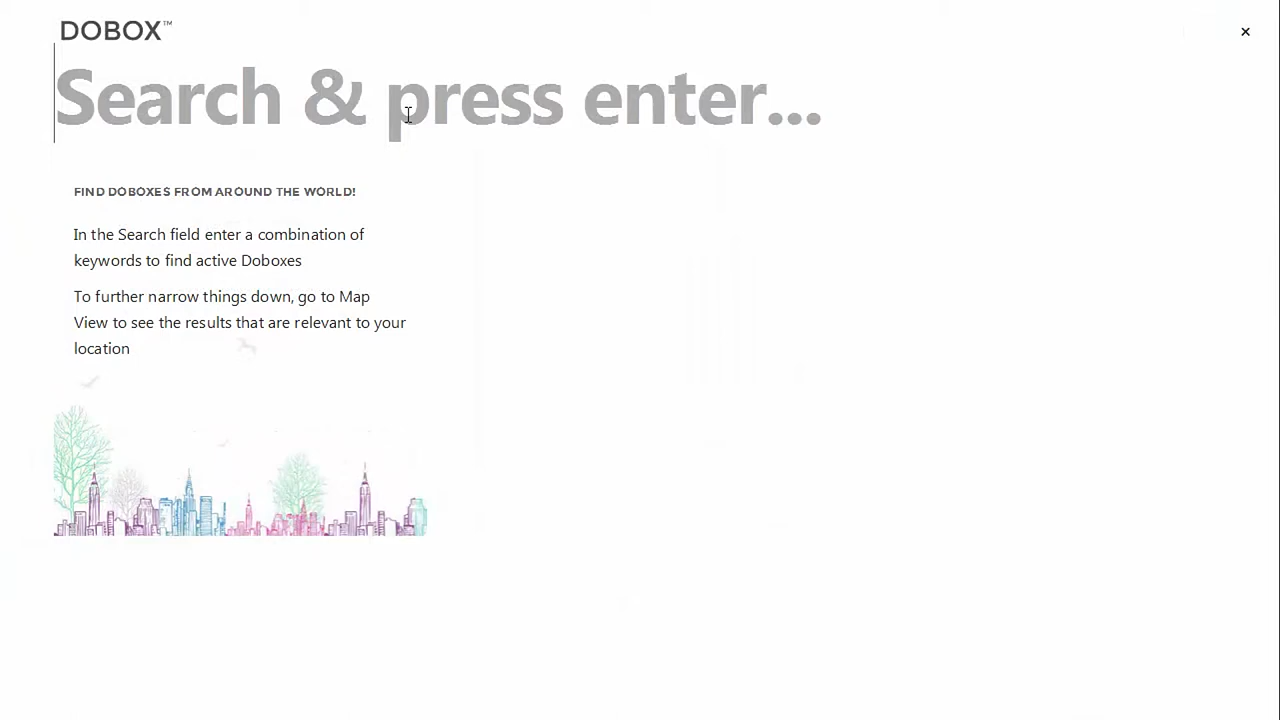 DOBOX™
Search & press enter...
FIND DOBOXES FROM AROUND THE WORLD!
In the Search field enter a combination of
keywords to find active Doboxes
To further narrow things down, go to Map
View to see the results that are relevant to your
location